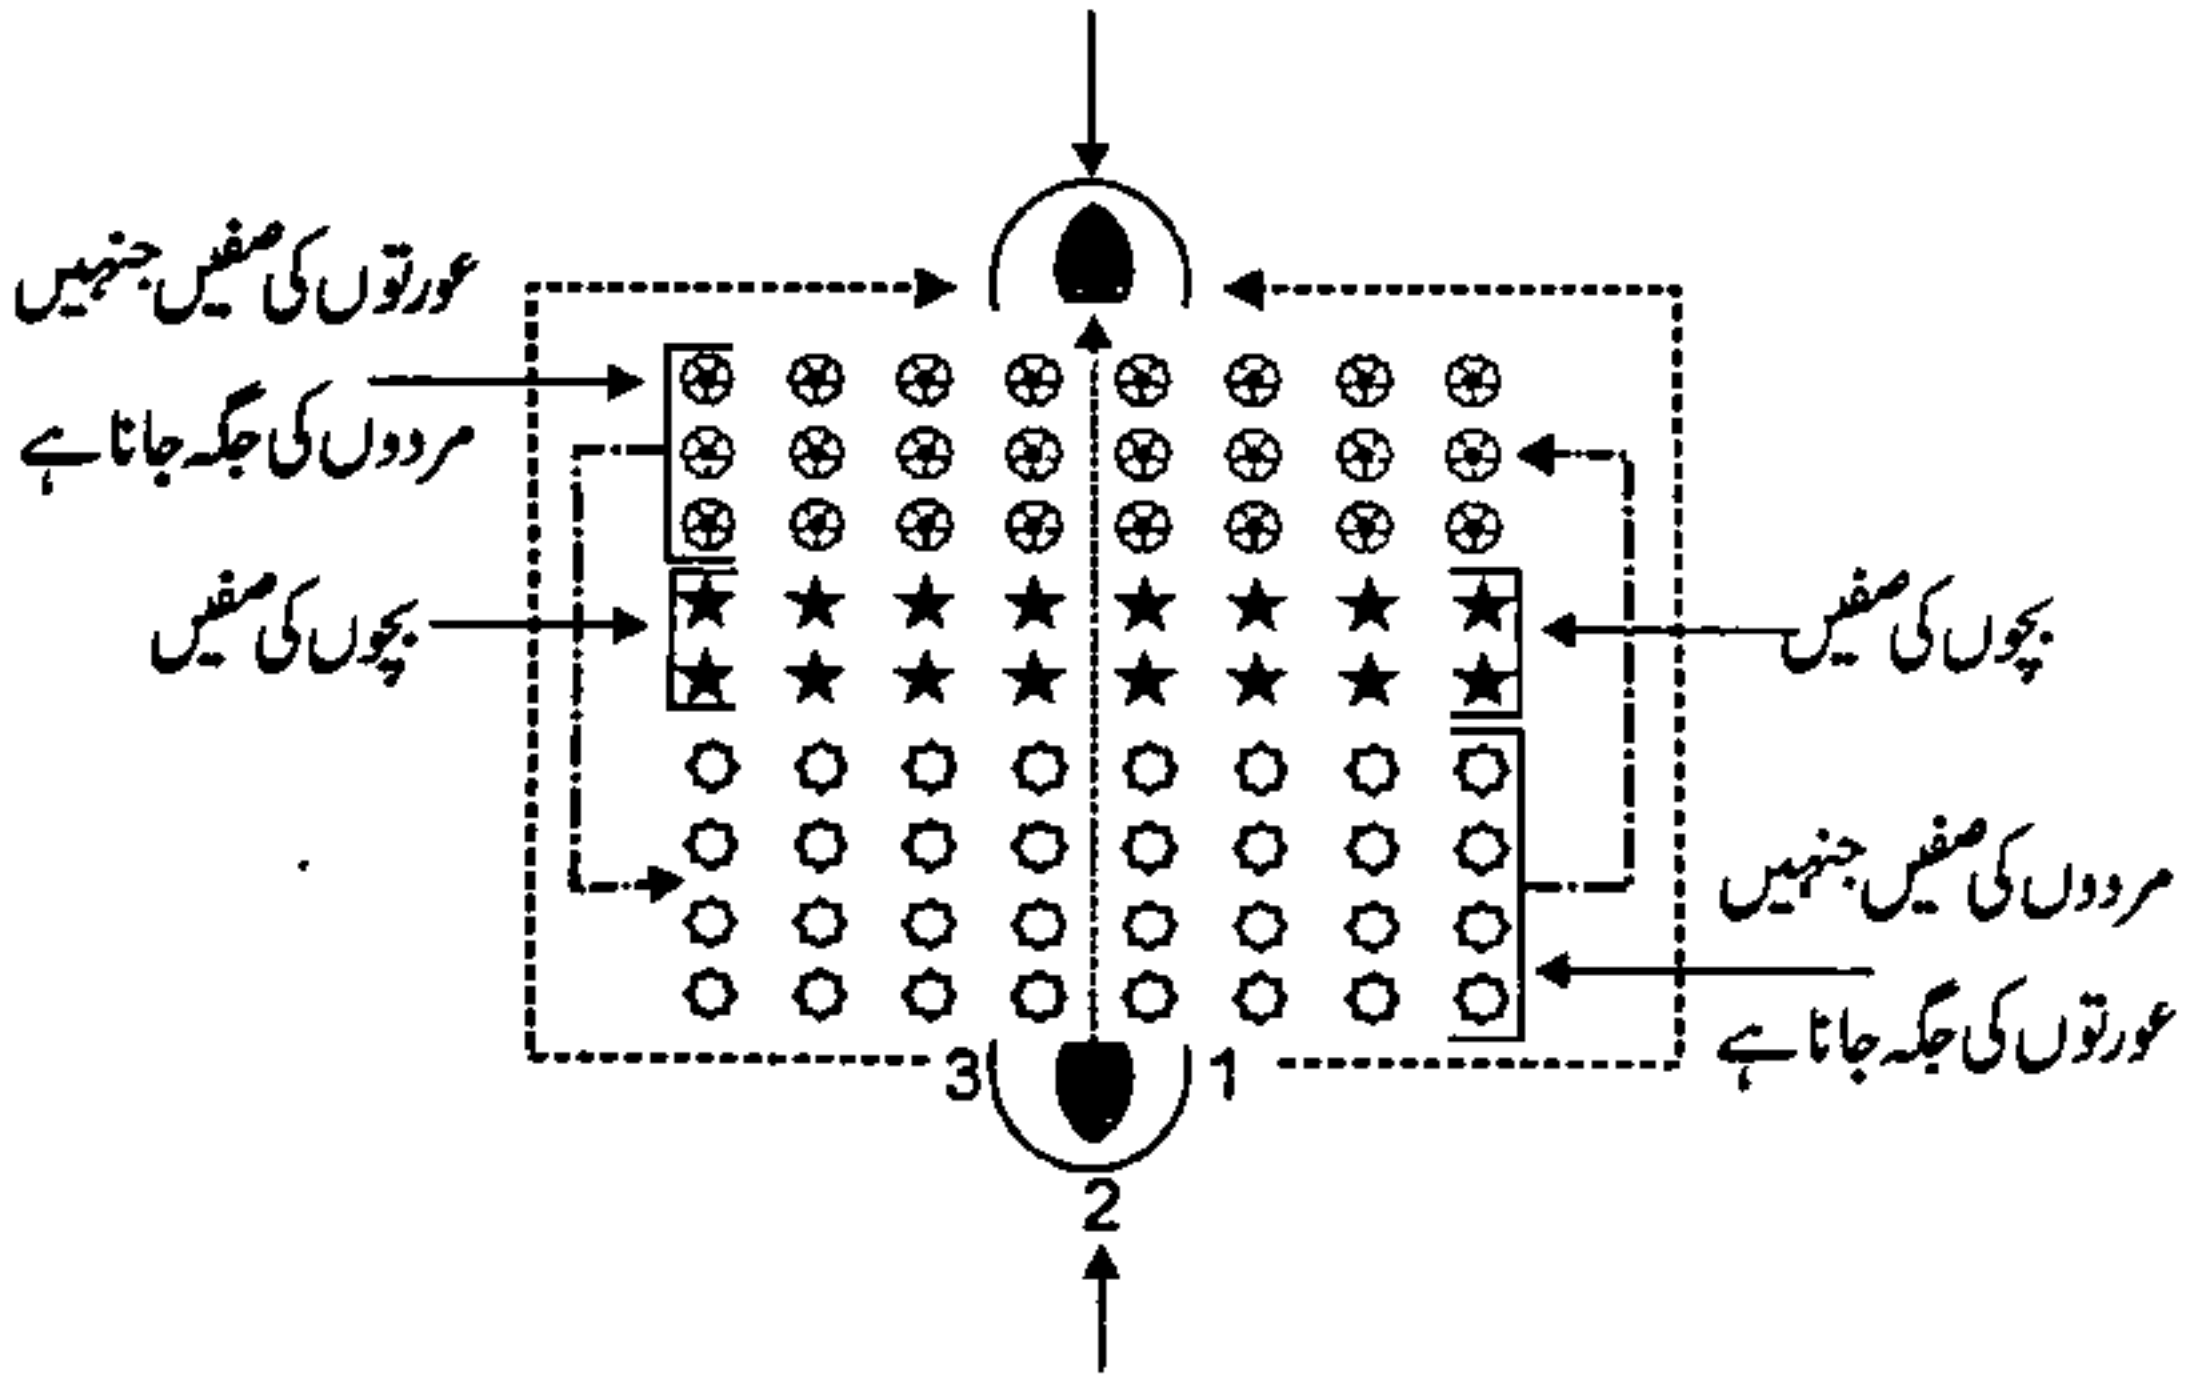 عورتوں کی صفیں جنہیں
مردوں کی جگہ جانا ہے
بچوں کی صفیں
بچوں کی صفیں
مردوں کی صفیں جنہیں
عورتوں کی جگہ جانا ہے
3
1
2